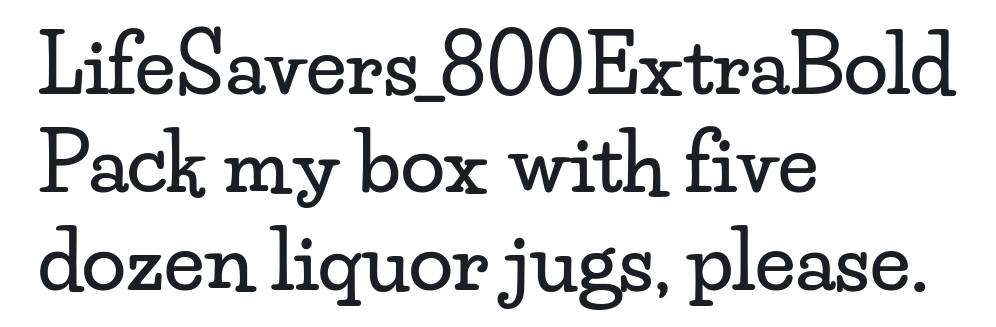 LifeSavers_800ExtraBold
Pack my box with five
dozen liquor jugs, please.